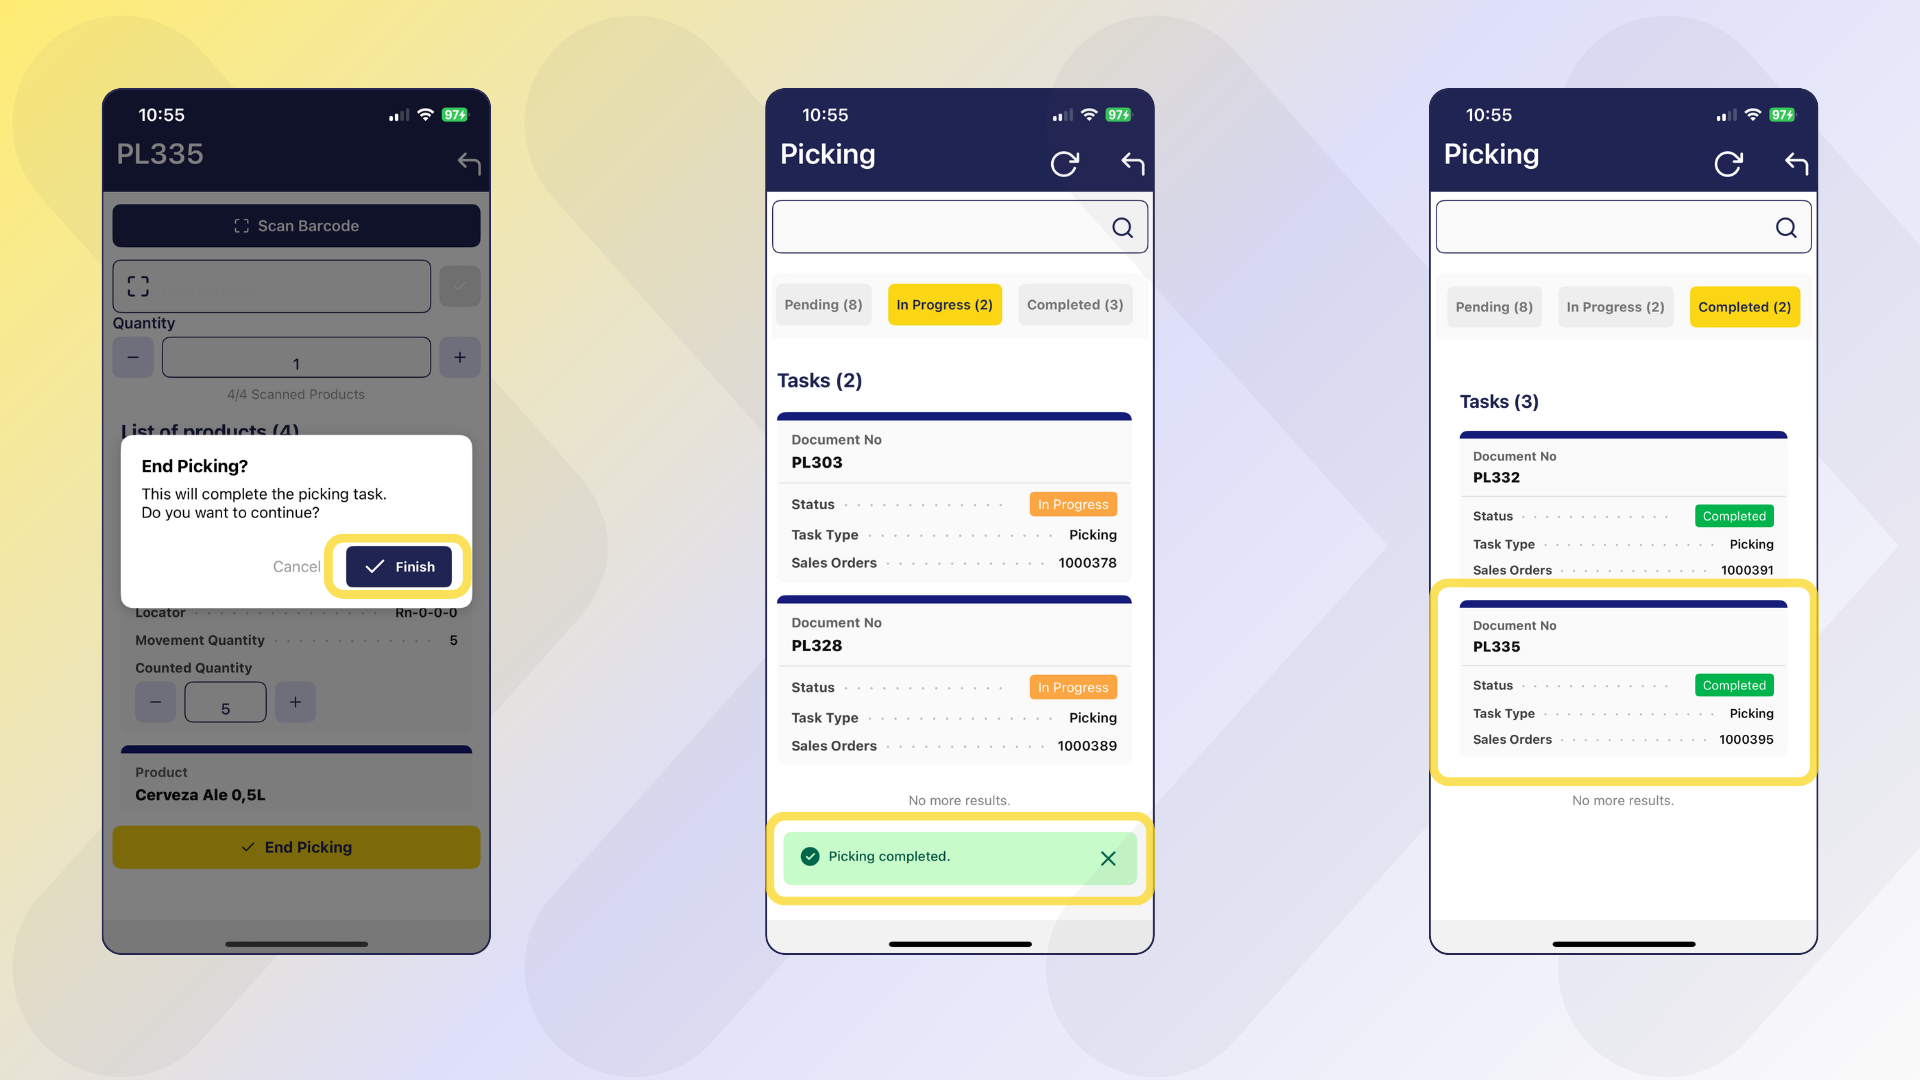 10:55
97
PL335
Scan Barcode
Quantity
1
4/4 Scanned Products
List of products (4)
End Picking?
This will complete the picking task.
Do you want to continue?
Cancel
Finish
Locator Rn-0-0-0
Movement Quantity 5
Counted Quantity
5
Product
Cerveza Ale 0,5L
End Picking
10:55
97
Picking
Pending (8)
In Progress (2)
Completed (3)
Tasks (2)
Document No
PL303
Status In Progress
Task Type Picking
Sales Orders 1000378
Document No
PL328
Status In Progress
Task Type Picking
Sales Orders 1000389
No more results.
Picking completed.
10:55
97
Picking
Pending (8)
In Progress (2)
Completed (2)
Tasks (3)
Document No
PL332
Status Completed
Task Type Picking
Sales Orders 1000391
Document No
PL335
Status Completed
Task Type Picking
Sales Orders 1000395
No more results.